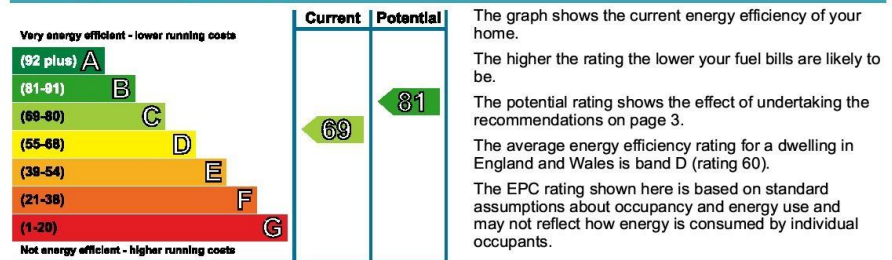 Current Potential
Very energy efficient - lower running costs
(92 plus) A
(81-91) B
(69-80) C
(55-68) D
(39-54) E
(21-38) F
(1-20) G
69
81
Not energy efficient - higher running costs
The graph shows the current energy efficiency of your
home.
The higher the rating the lower your fuel bills are likely to
be.
The potential rating shows the effect of undertaking the
recommendations on page 3.
The average energy efficiency rating for a dwelling in
England and Wales is band D (rating 60).
The EPC rating shown here is based on standard
assumptions about occupancy and energy use and
may not reflect how energy is consumed by individual
occupants.